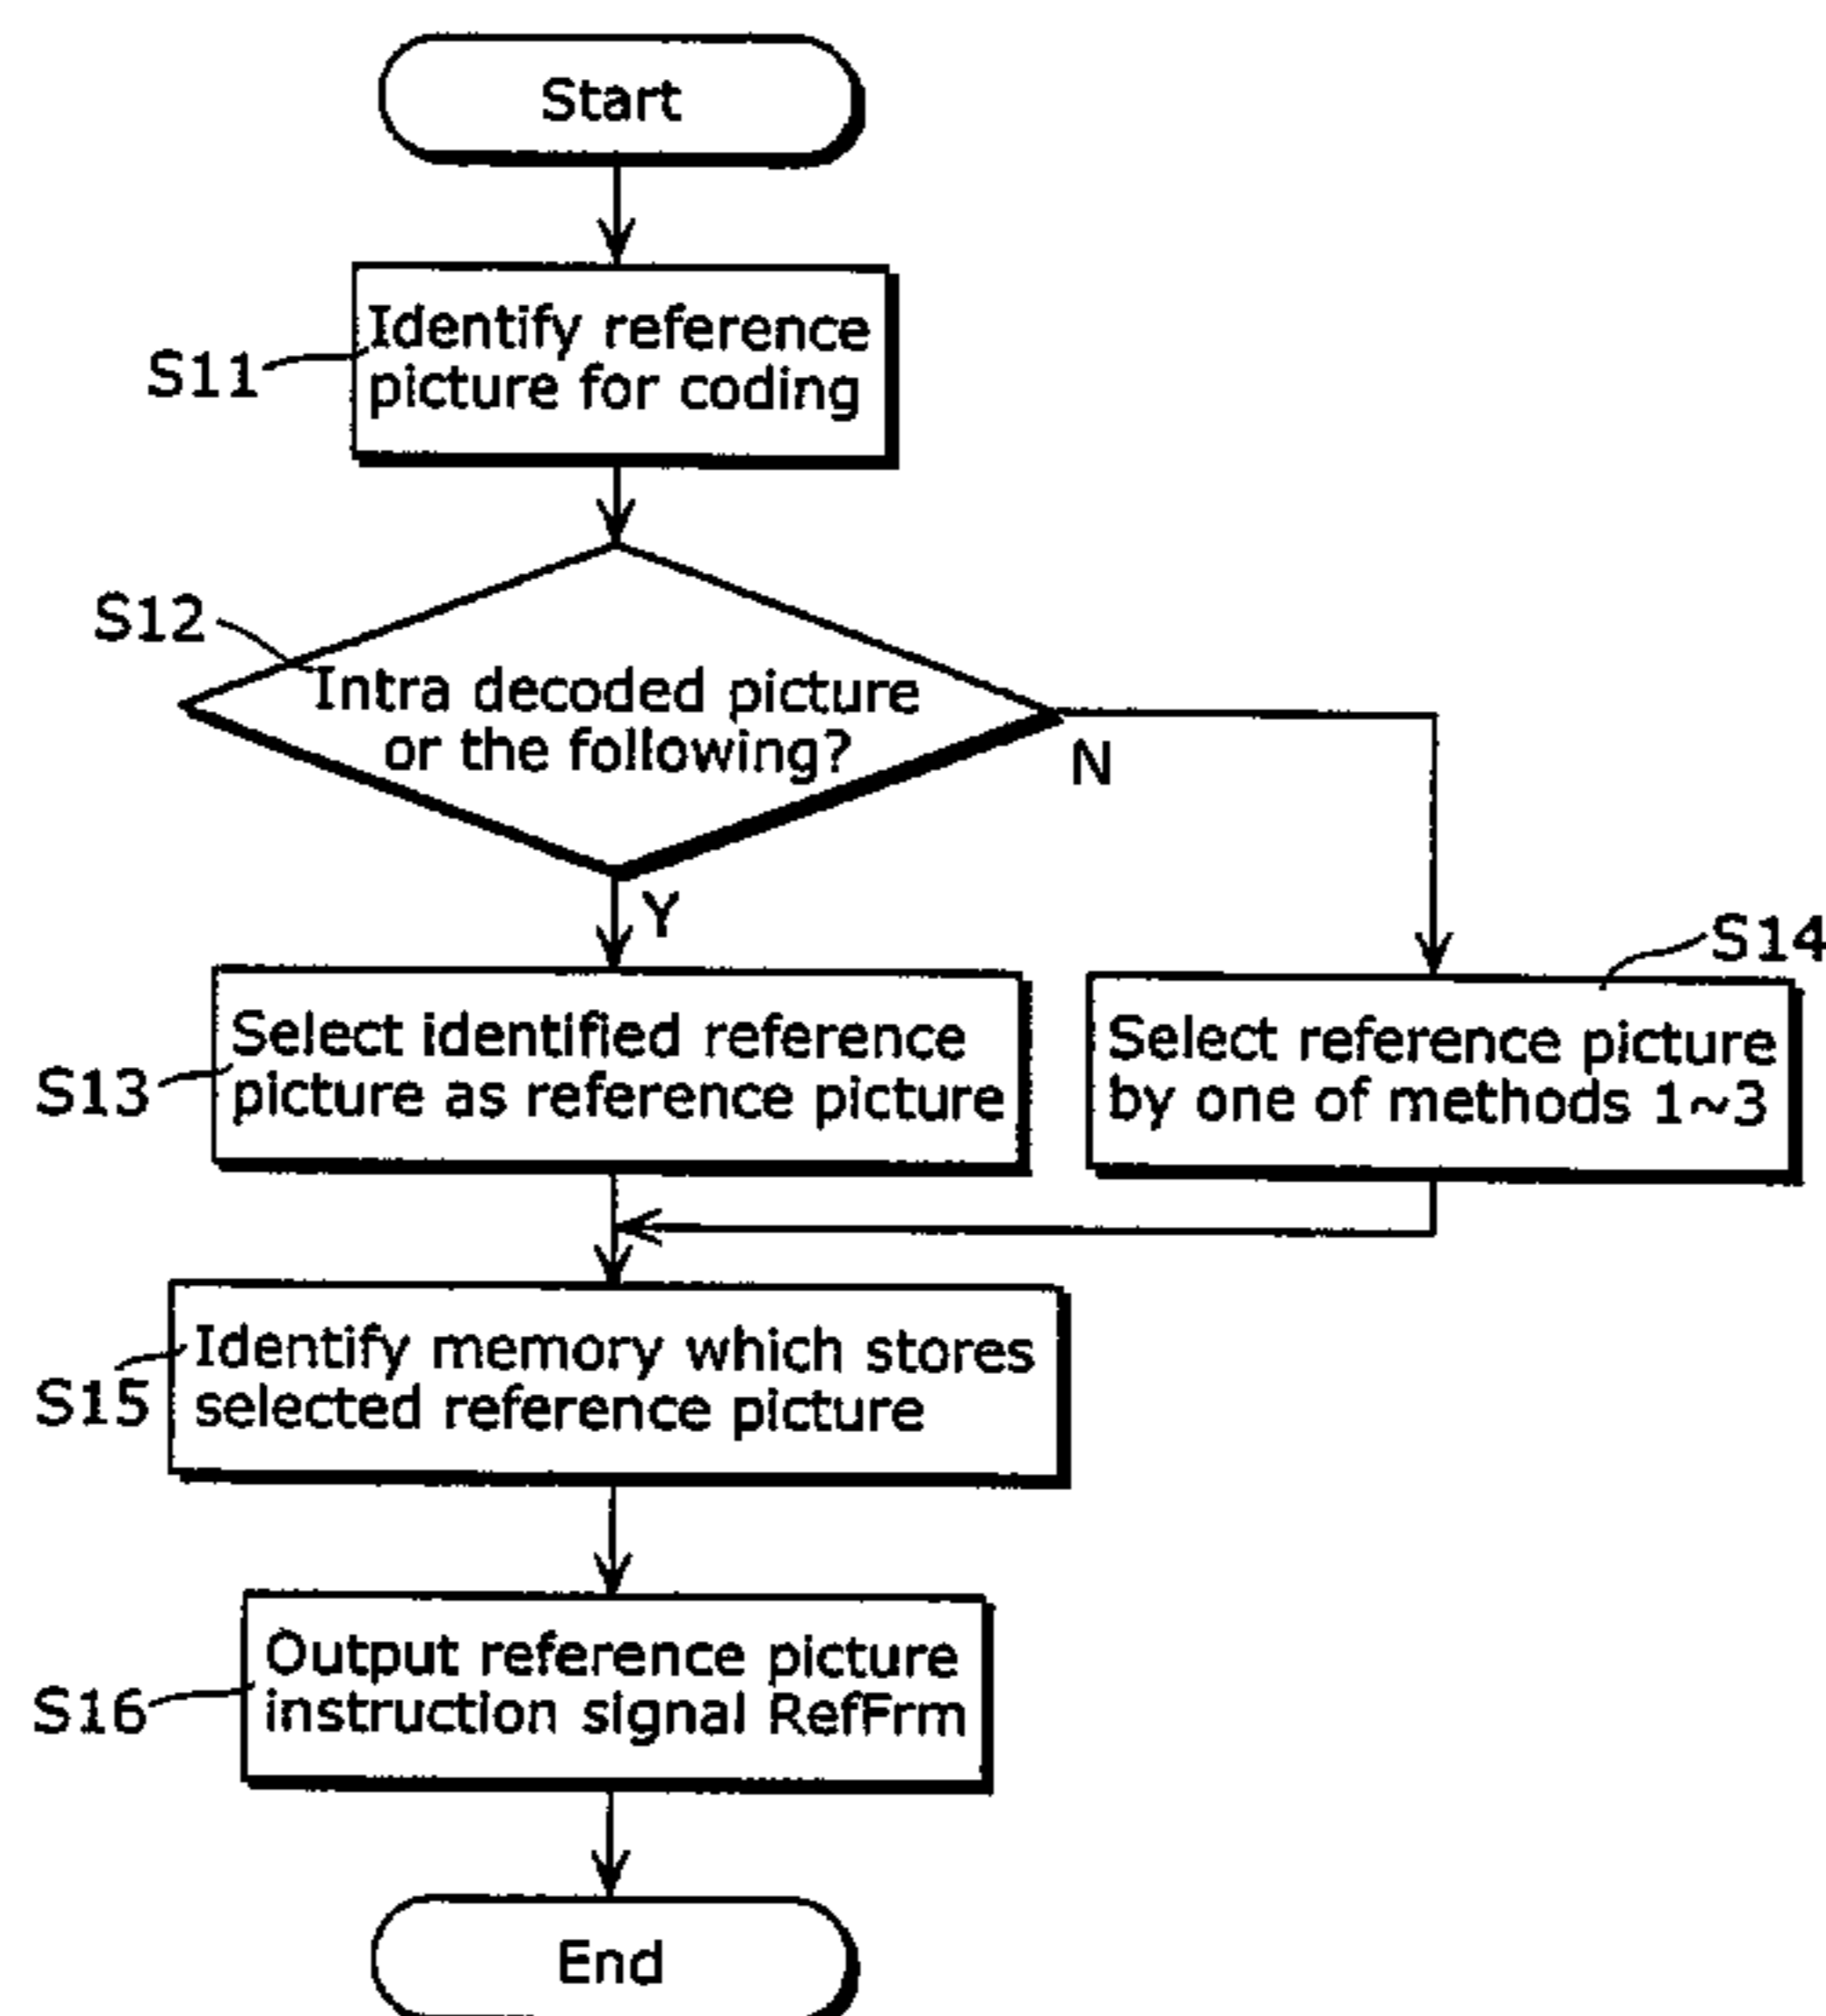 Start
S11
Identify reference
picture for coding
S12
Intra decoded picture
or the following?
N
Y
S13
Select identified reference
picture as reference picture
S14
Select reference picture
by one of methods 1~3
S15
Identify memory which stores
selected reference picture
S16
Output reference picture
instruction signal RefFrm
End